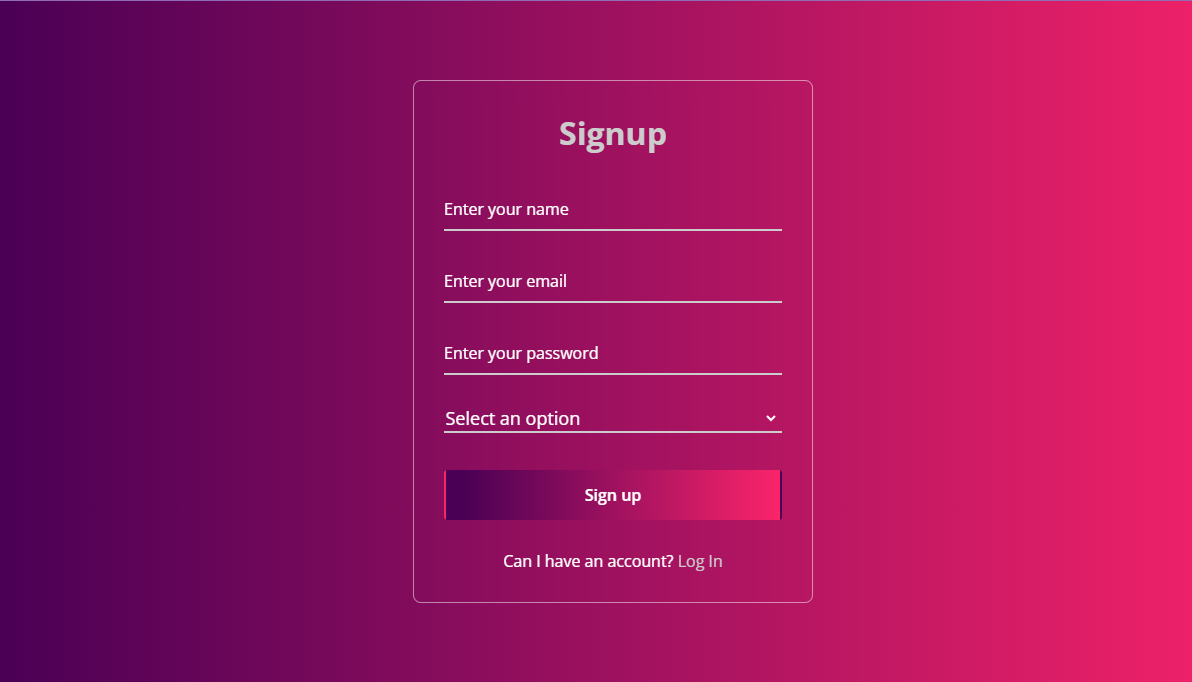 Signup
Enter your name
Enter your email
Enter your password
Select an option
Sign up
Can I have an account? Log In